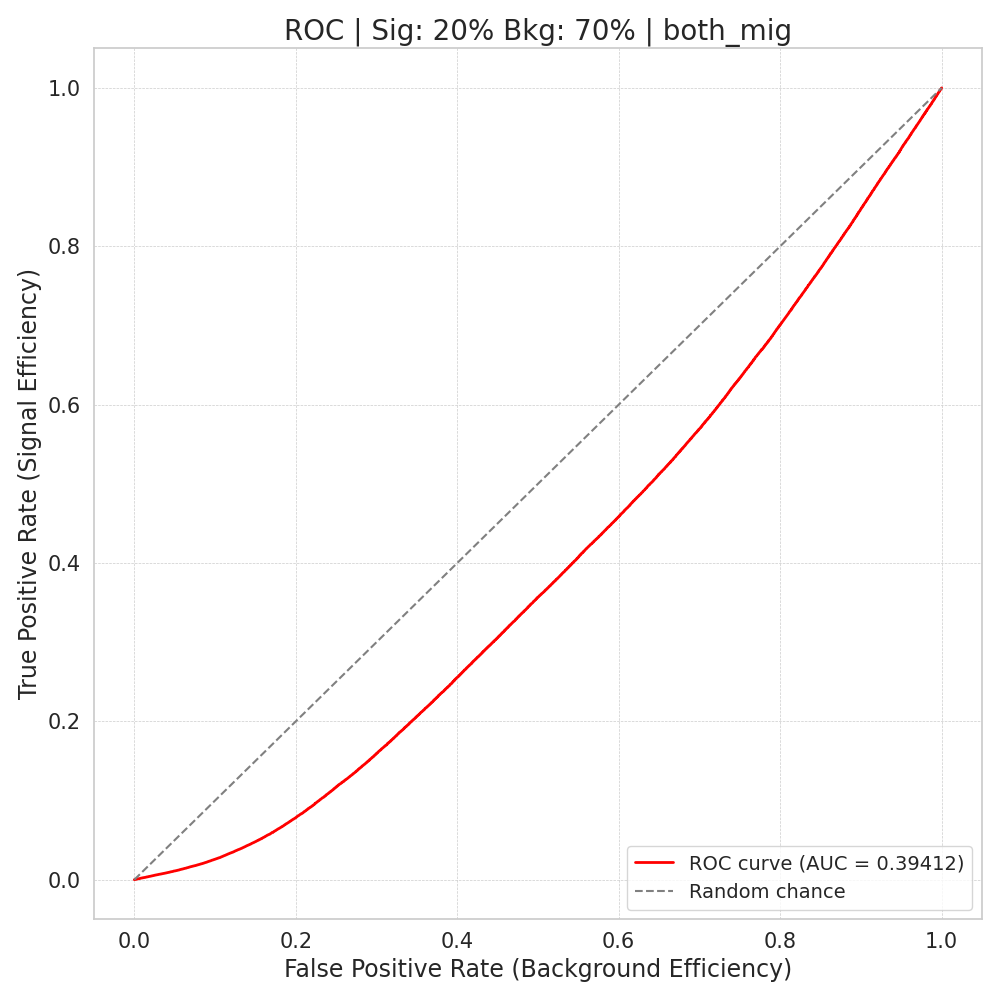 ROC | Sig: 20% Bkg: 70% | both_mig
True Positive Rate (Signal Efficiency)
1.0
0.8
0.6
0.4
0.2
0.0
ROC curve (AUC = 0.39412)
Random chance
0.0 0.2 0.4 0.6 0.8 1.0
False Positive Rate (Background Efficiency)